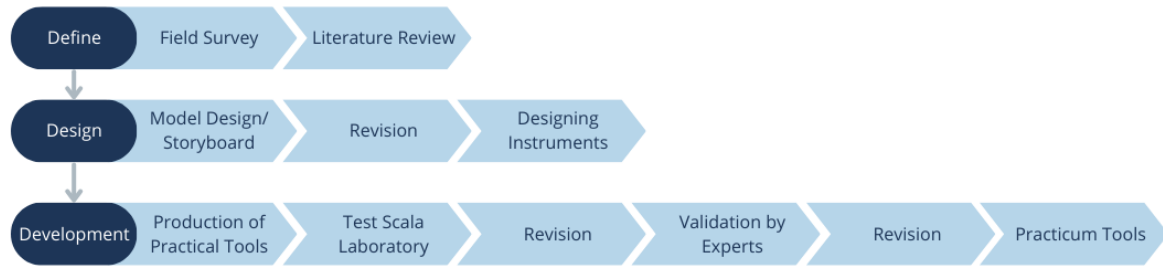 Define
Field Survey
Literature Review
Design
Model Design/
Storyboard
Revision
Designing
Instruments
Development
Production of
Practical Tools
Test Scala
Laboratory
Revision
Validation by
Experts
Revision
Practicum Tools